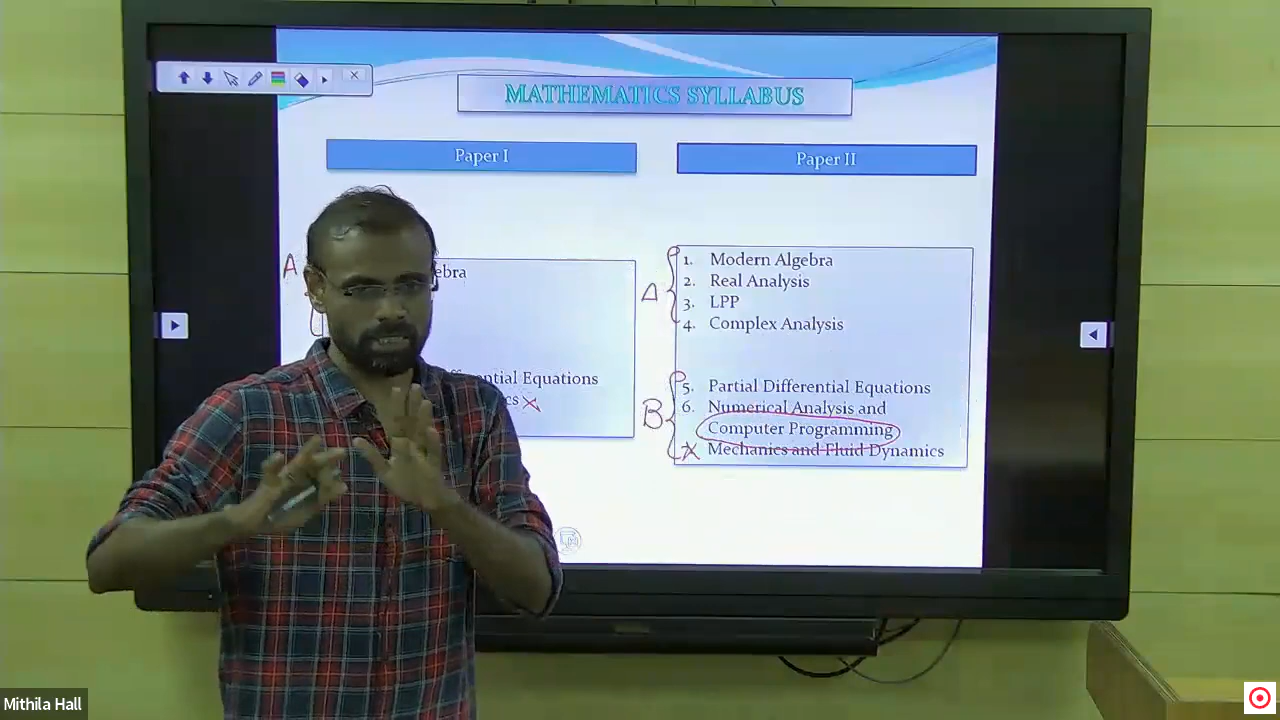 MATHEMATICS SYLLABUS
Paper I
Paper II
A
ebra
ential Equations
cs
A
1. Modern Algebra
2. Real Analysis
3. LPP
4. Complex Analysis
B
5. Partial Differential Equations
6. Numerical Analysis and
Computer Programming
Mechanics and Fluid Dynamics
Mithila Hall